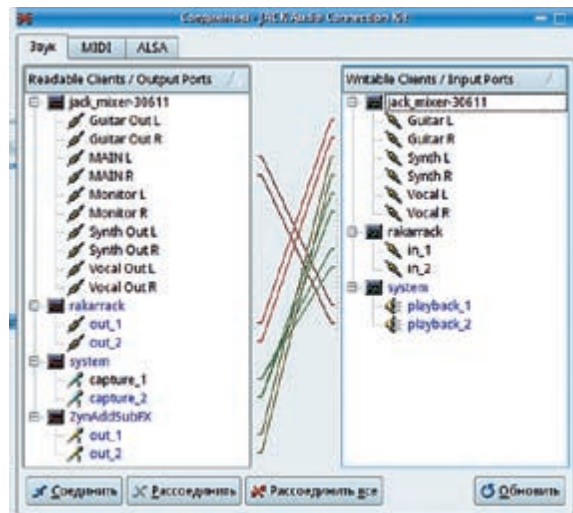 Соединения - JACK Audio Connection Kit
Звук MIDI ALSA
Readable Clients / Output Ports
jack_mixer-30611
Guitar Out L
Guitar Out R
MAIN L
MAIN R
Monitor L
Monitor R
Synth Out L
Synth Out R
Vocal Out L
Vocal Out R
rakarrack
out_1
out_2
system
capture_1
capture_2
ZynAddSubFX
out_1
out_2
Writable Clients / Input Ports
jack_mixer-30611
Guitar L
Guitar R
Synth L
Synth R
Vocal L
Vocal R
rakarrack
in_1
in_2
system
playback_1
playback_2
Соединить Рассоединить Рассоединить все Обновить